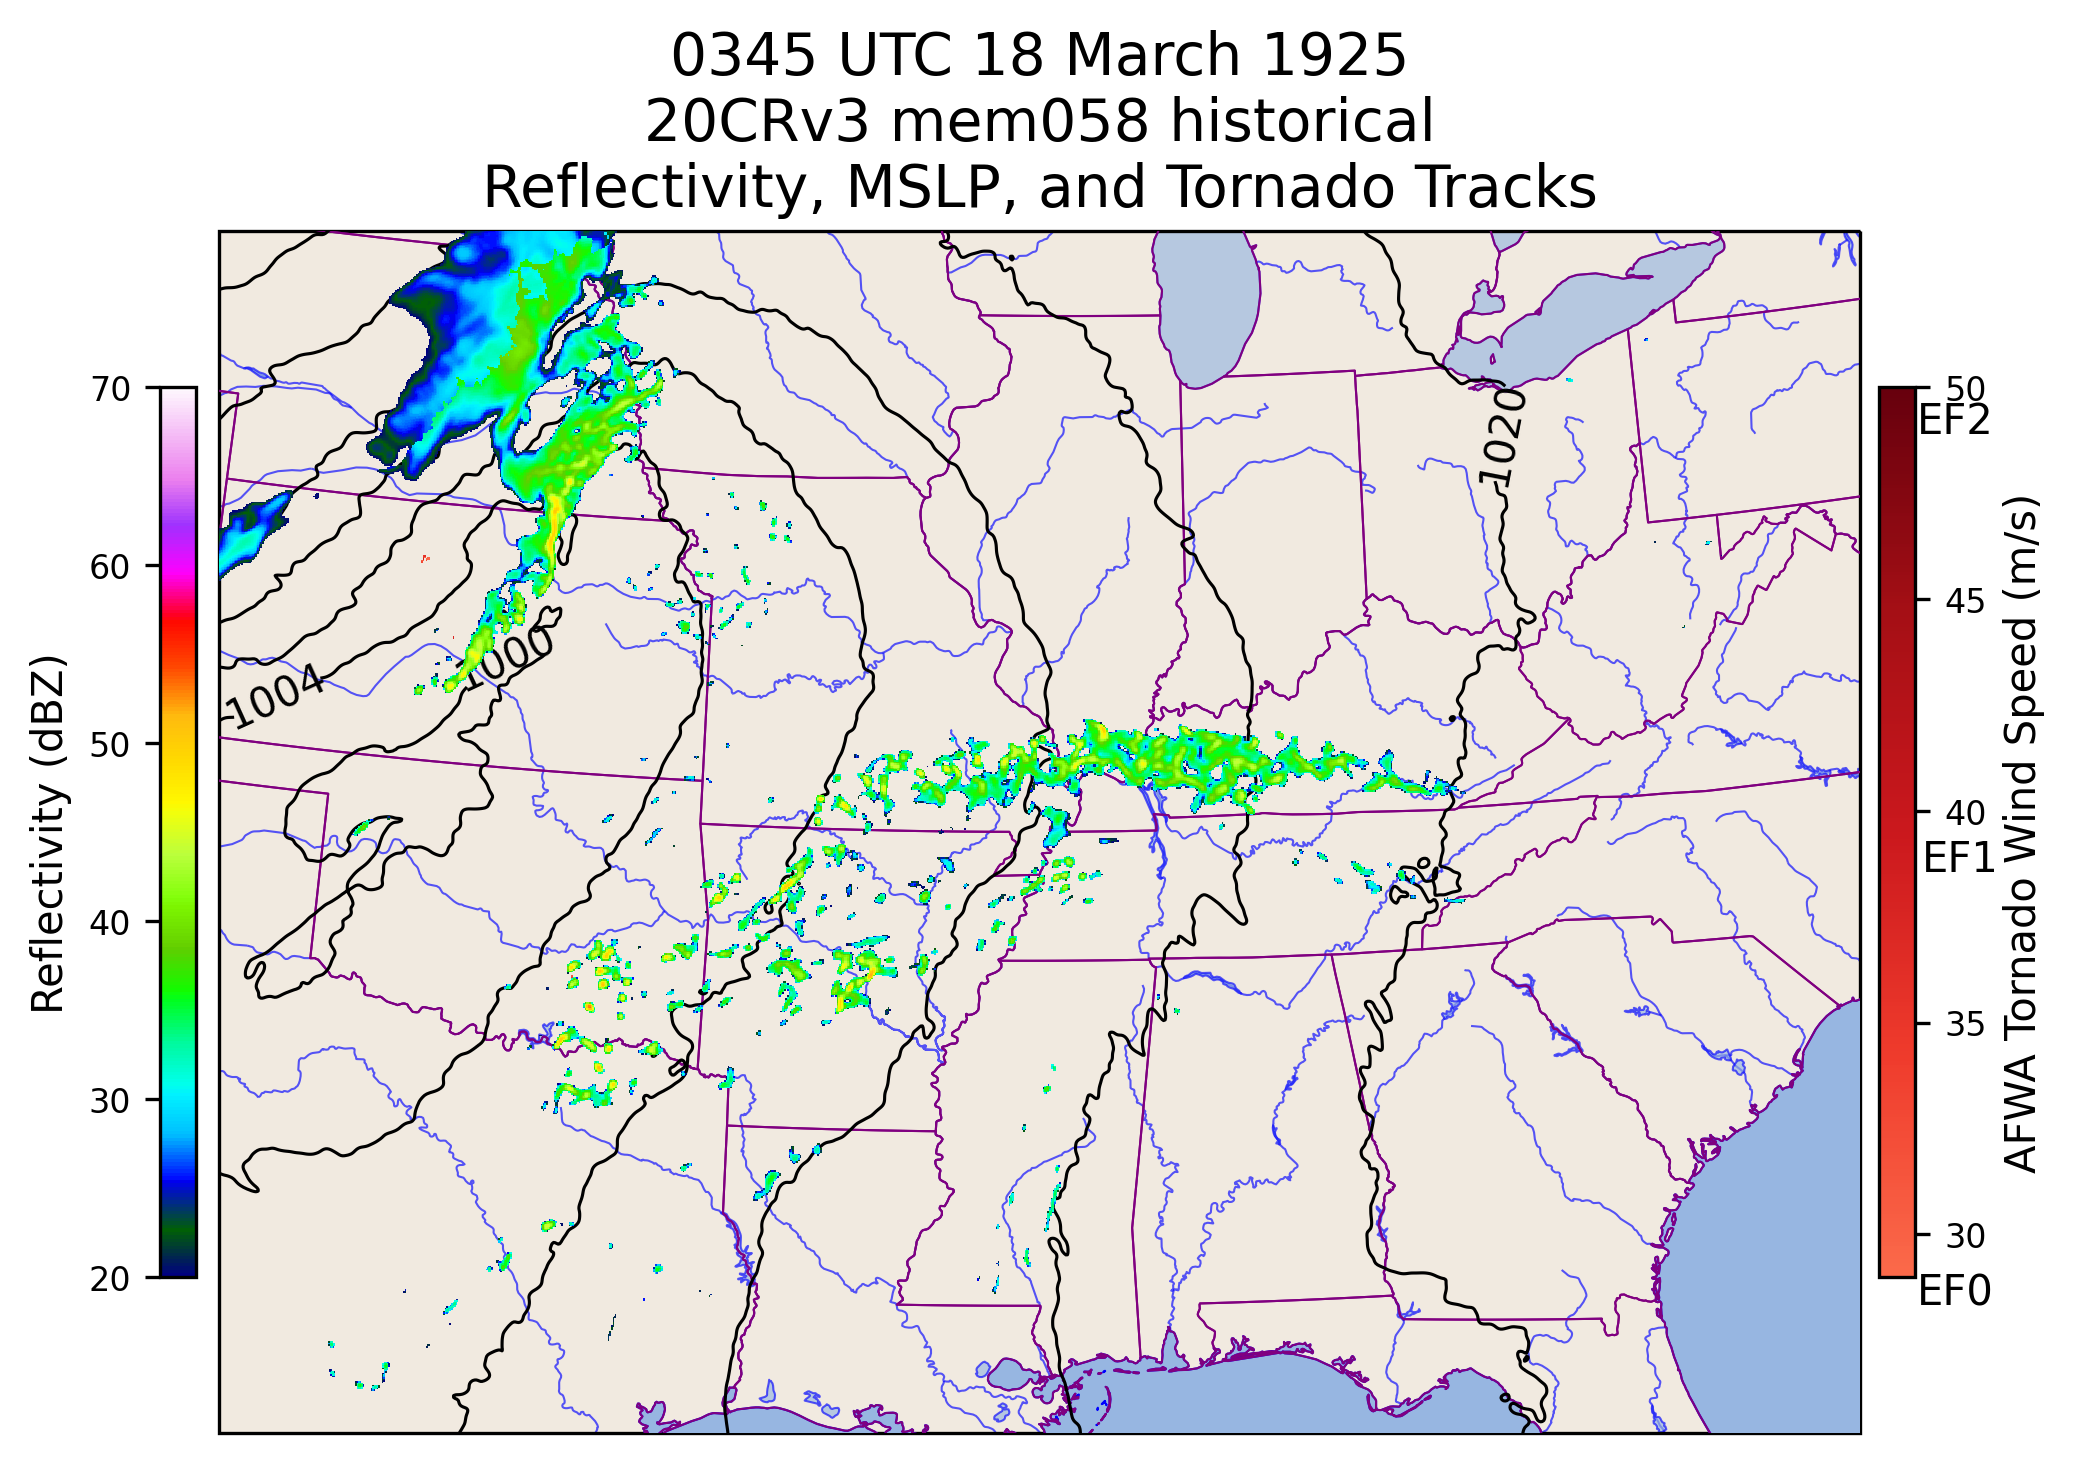 0345 UTC 18 March 1925
20CRv3 mem058 historical
Reflectivity, MSLP, and Tornado Tracks
Reflectivity (dBZ)
70
60
50
40
30
20
1020
1000
1004
50
EF2
45
40
EF1
35
30
EF0
AFWA Tornado Wind Speed (m/s)